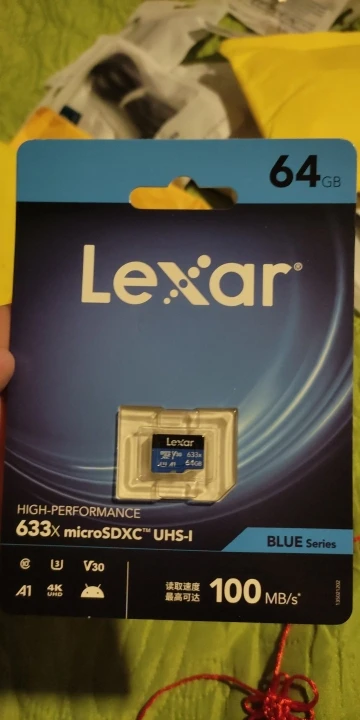 64GB
Lexar®
Lexar
633x
64GB
HIGH-PERFORMANCE
633x microSDXC™ UHS-I
BLUE Series
V30
A1
4K
UHD
读取速度
最高可达
100 MB/s*